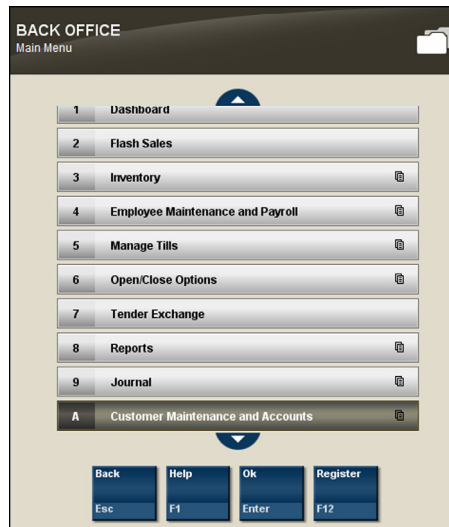 BACK OFFICE
Main Menu
1 Dashboard
2 Flash Sales
3 Inventory
4 Employee Maintenance and Payroll
5 Manage Tills
6 Open/Close Options
7 Tender Exchange
8 Reports
9 Journal
A Customer Maintenance and Accounts
Back Help Ok Register
Esc F1 Enter F12